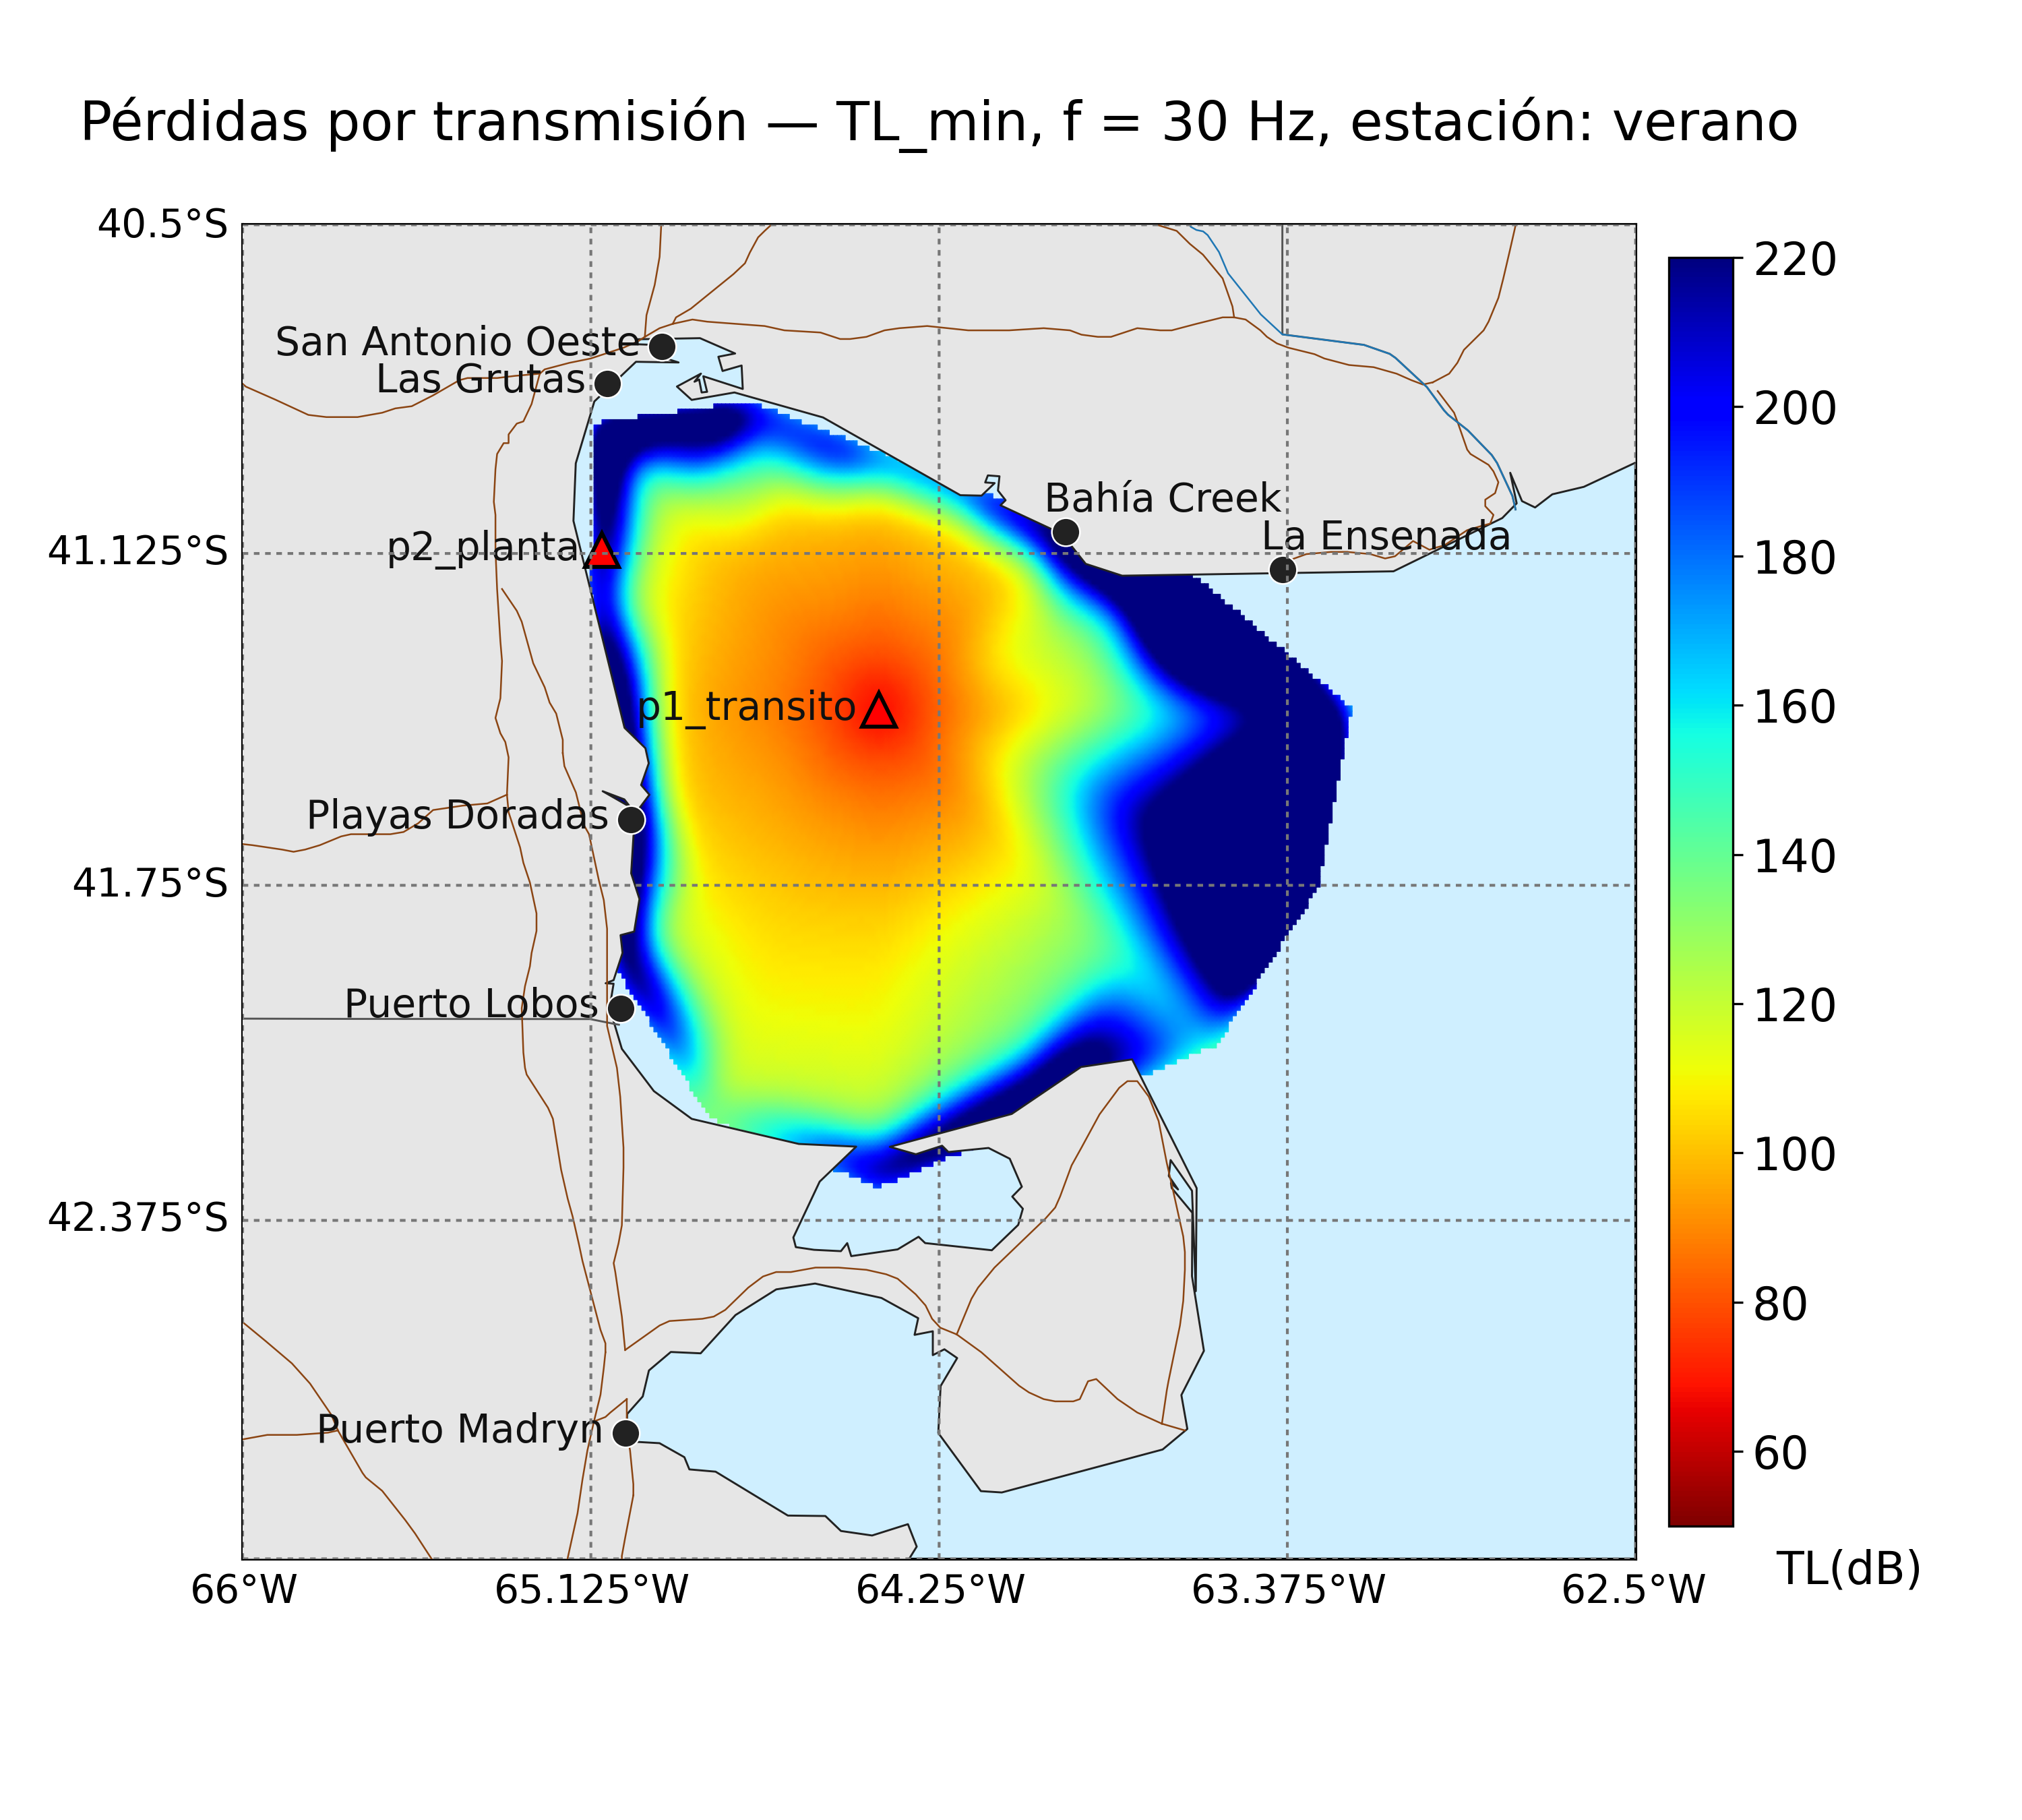 Pérdidas por transmisión — TL_min, f = 30 Hz, estación: verano
40.5°S
220
San Antonio Oeste
Las Grutas
200
Bahía Creek
La Ensenada
p2_planta
41.125°S
180
p1_transito
160
Playas Doradas
140
41.75°S
Puerto Lobos
120
100
42.375°S
80
Puerto Madryn
60
TL(dB)
66°W
65.125°W
64.25°W
63.375°W
62.5°W